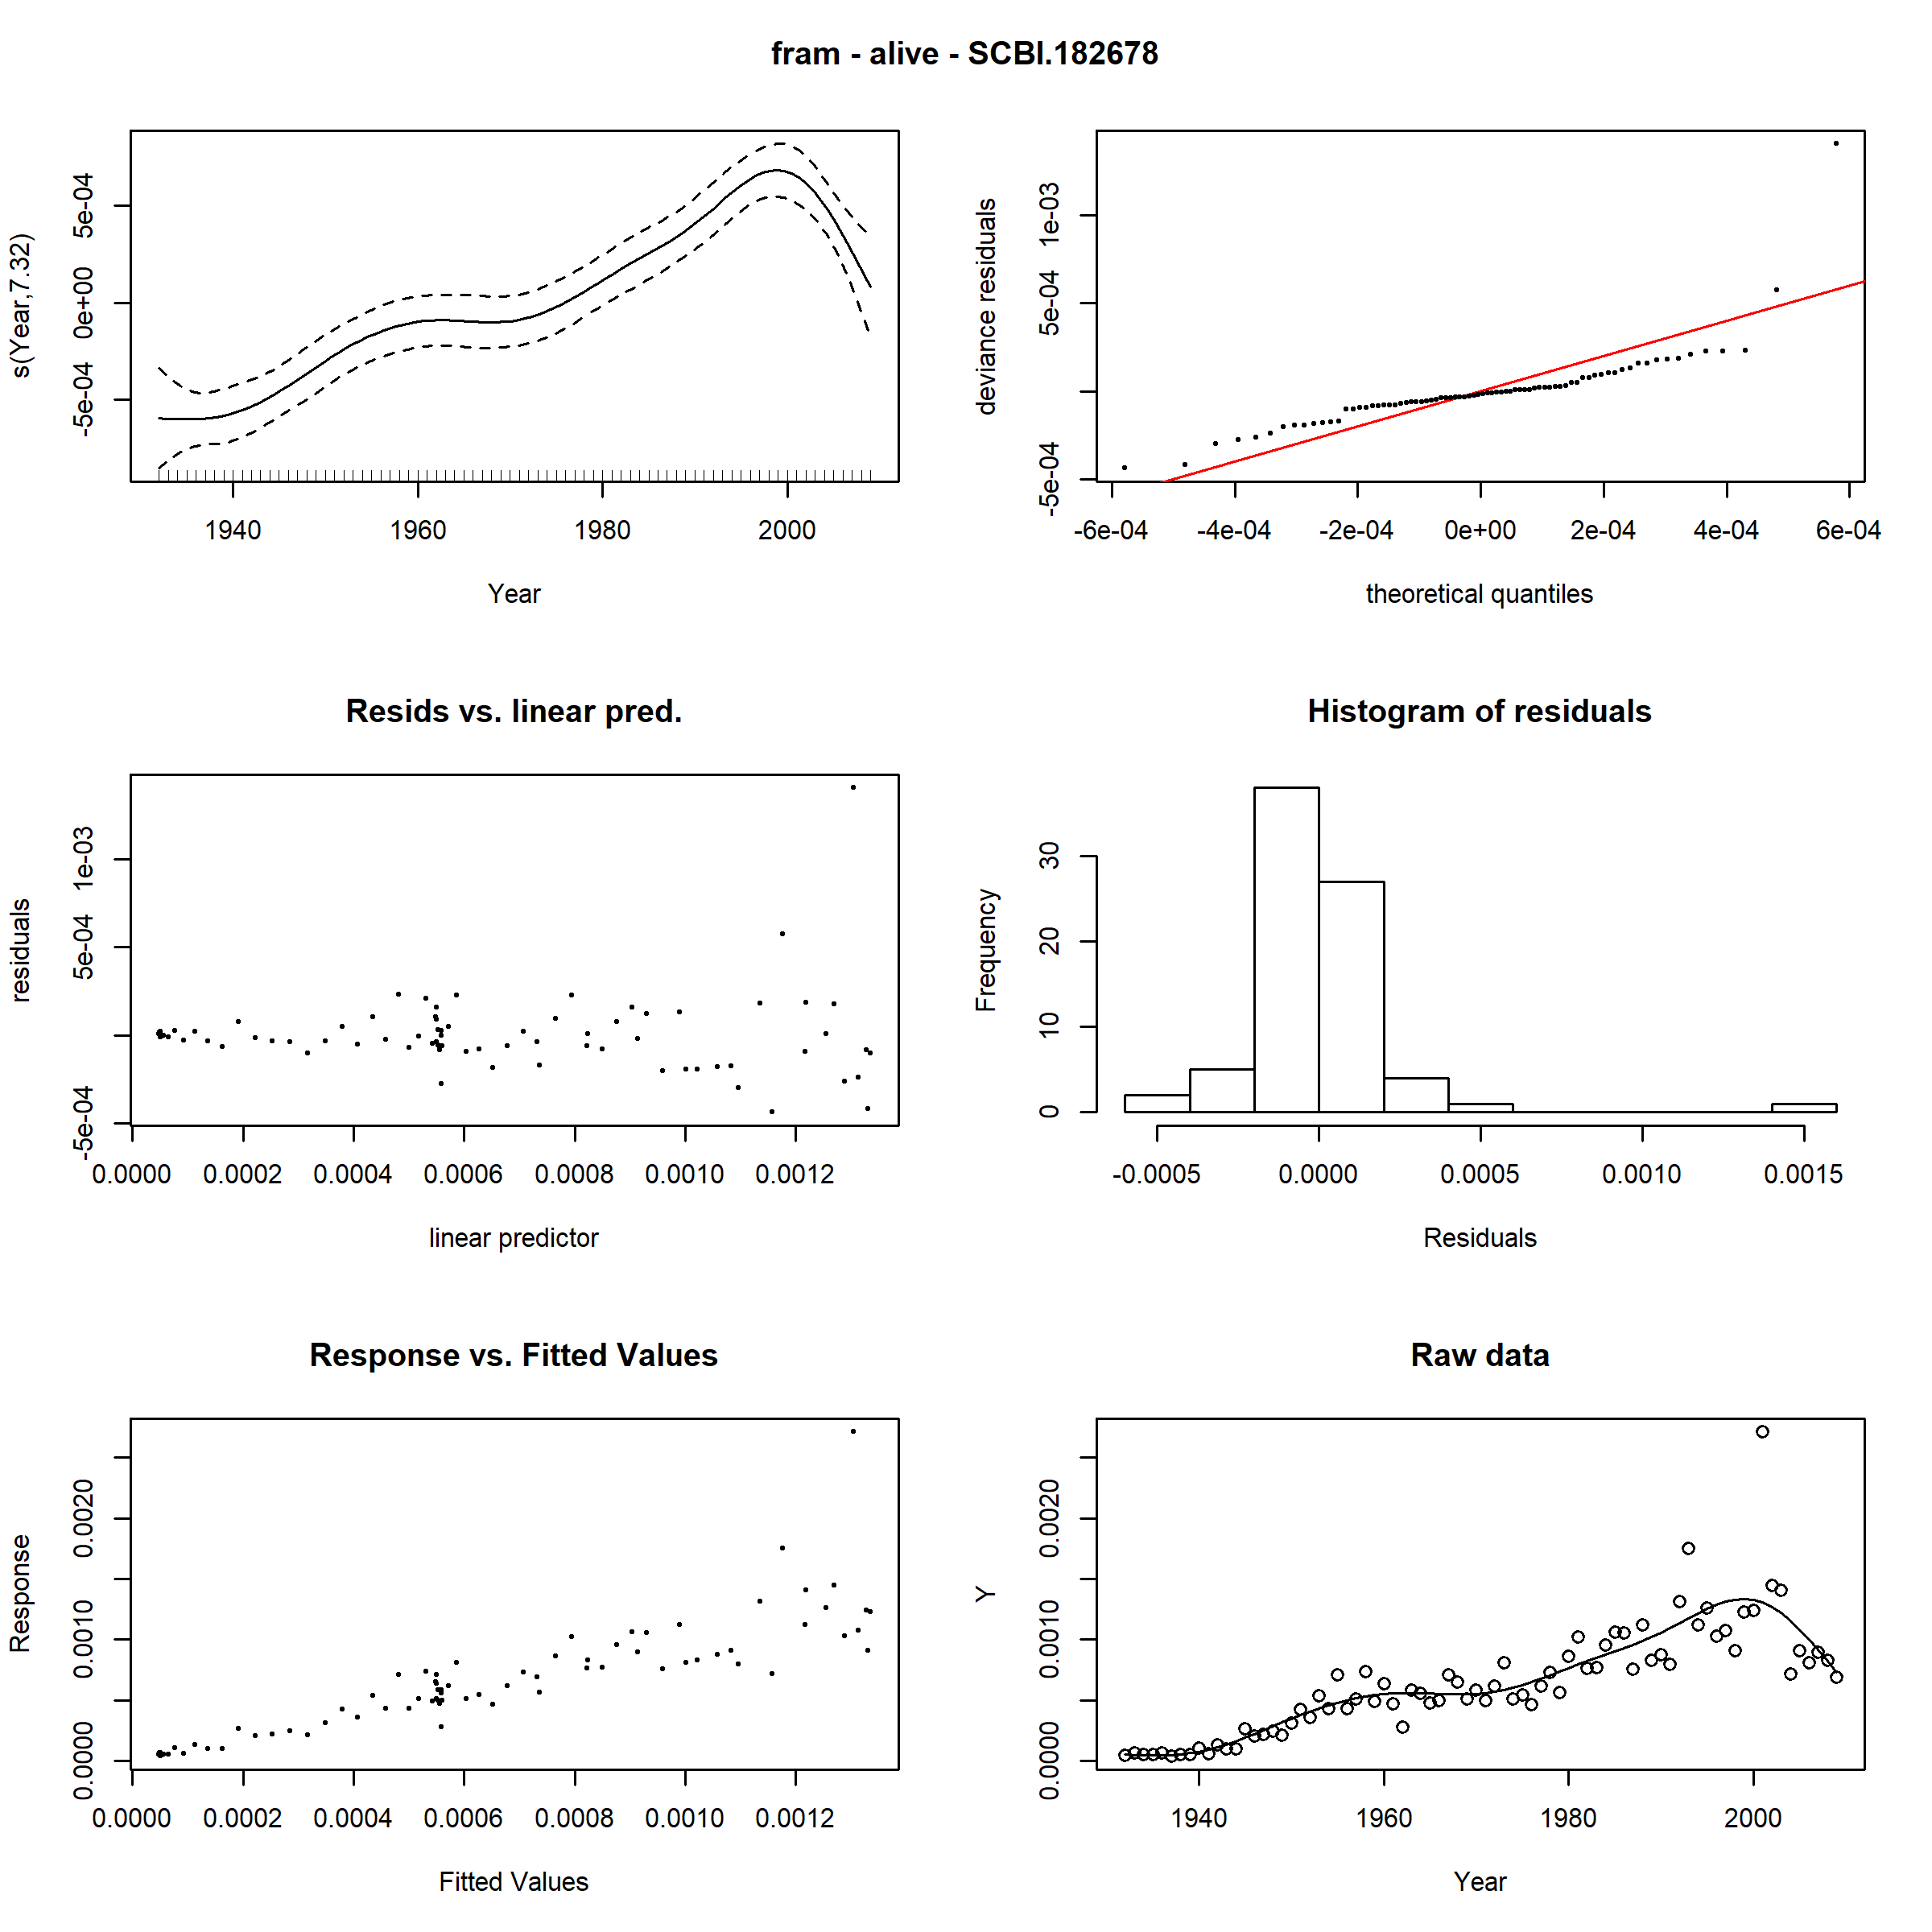 fram - alive - SCBI.182678
s(Year,7.32)
-5e-04 0e+00 5e-04
1940 1960 1980 2000
Year
deviance residuals
-5e-04 5e-04 1e-03
-6e-04 -4e-04 -2e-04 0e+00 2e-04 4e-04 6e-04
theoretical quantiles
Resids vs. linear pred.
residuals
-5e-04 5e-04 1e-03
0.0000 0.0002 0.0004 0.0006 0.0008 0.0010 0.0012
linear predictor
Histogram of residuals
Frequency
0 10 20 30
-0.0005 0.0000 0.0005 0.0010 0.0015
Residuals
Response vs. Fitted Values
Response
0.0000 0.0010 0.0020
0.0000 0.0002 0.0004 0.0006 0.0008 0.0010 0.0012
Fitted Values
Raw data
Y
0.0000 0.0010 0.0020
1940 1960 1980 2000
Year